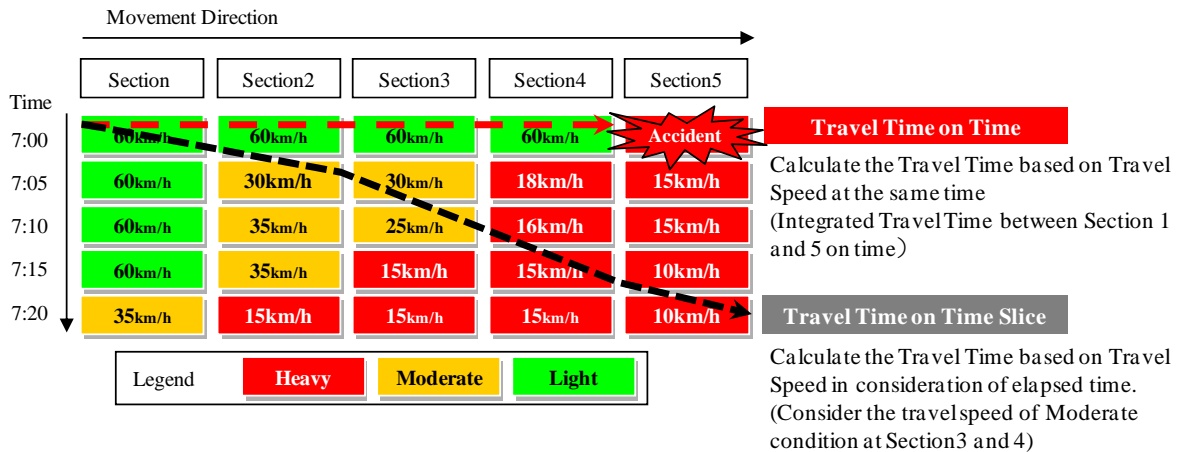 Movement Direction
Section Section2 Section3 Section4 Section5
Time
7:00 60km/h 60km/h 60km/h 60km/h Accident
7:05 60km/h 30km/h 30km/h 18km/h 15km/h
7:10 60km/h 35km/h 25km/h 16km/h 15km/h
7:15 60km/h 35km/h 15km/h 15km/h 10km/h
7:20 35km/h 15km/h 15km/h 15km/h 10km/h
Legend Heavy Moderate Light
Travel Time on Time
Calculate the Travel Time based on Travel
Speed at the same time
(Integrated Travel Time between Section 1
and 5 on time)
Travel Time on Time Slice
Calculate the Travel Time based on Travel
Speed in consideration of elapsed time.
(Consider the travel speed of Moderate
condition at Section3 and 4)